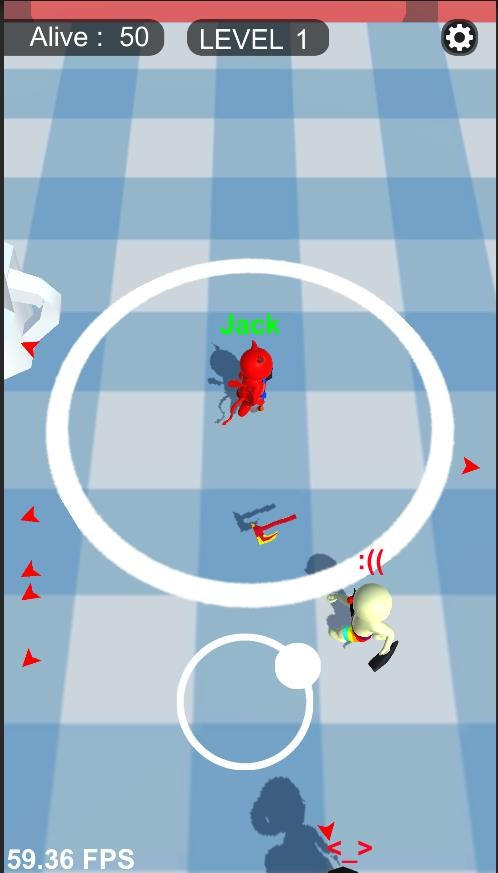 Alive : 50
LEVEL 1
Jack
:((
<_>
59.36 FPS